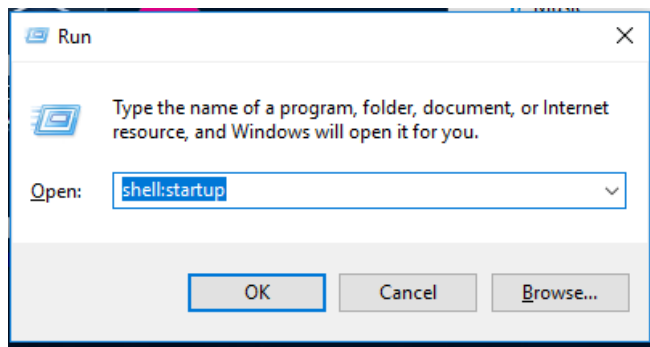 Run
Type the name of a program, folder, document, or Internet
resource, and Windows will open it for you.
Open:
shell:startup
OK
Cancel
Browse...